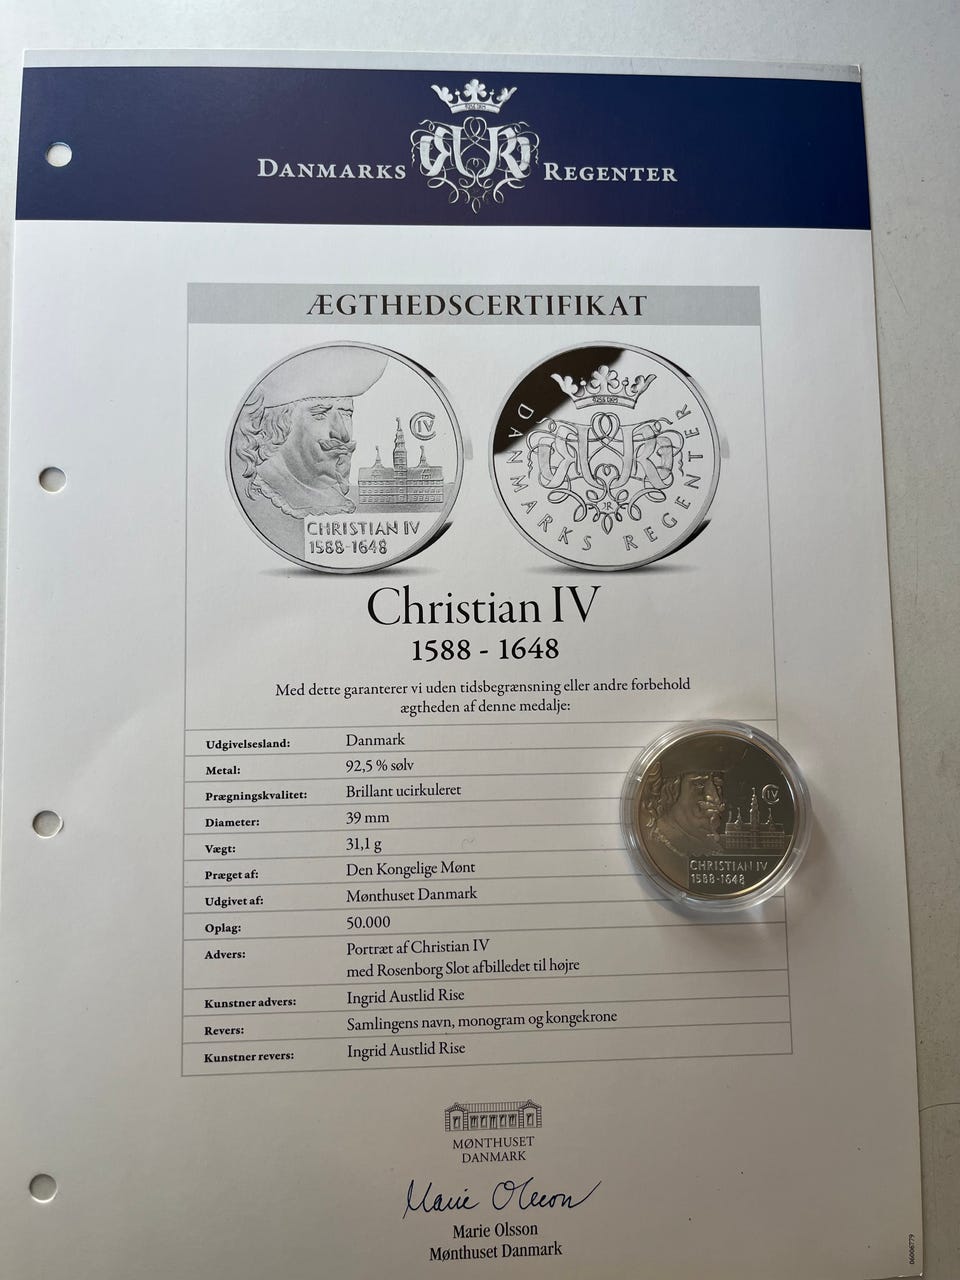 DANMARKS REGENTER
ÆGTHEDSCERTIFIKAT
IV
CHRISTIAN IV
1588-1648
DANMARKS REGENTER
Christian IV
1588 - 1648
Med dette garanterer vi uden tidsbegrænsning eller andre forbehold
ægtheden af denne medalje:
Udgivelsesland: Danmark
Metal: 92,5 % sølv
Prægningskvalitet: Brillant ucirkuleret
Diameter: 39 mm
Vægt: 31,1 g
Præget af: Den Kongelige Mønt
Udgivet af: Mønthuset Danmark
Oplag: 50.000
Advers: Portræt af Christian IV
med Rosenborg Slot afbilledet til højre
Kunstner advers: Ingrid Austlid Rise
Revers: Samlingens navn, monogram og kongekrone
Kunstner revers: Ingrid Austlid Rise
IV
CHRISTIAN IV
1588-1648
MØNTHUSET
DANMARK
Marie Olsson
Marie Olsson
Mønthuset Danmark
06006779